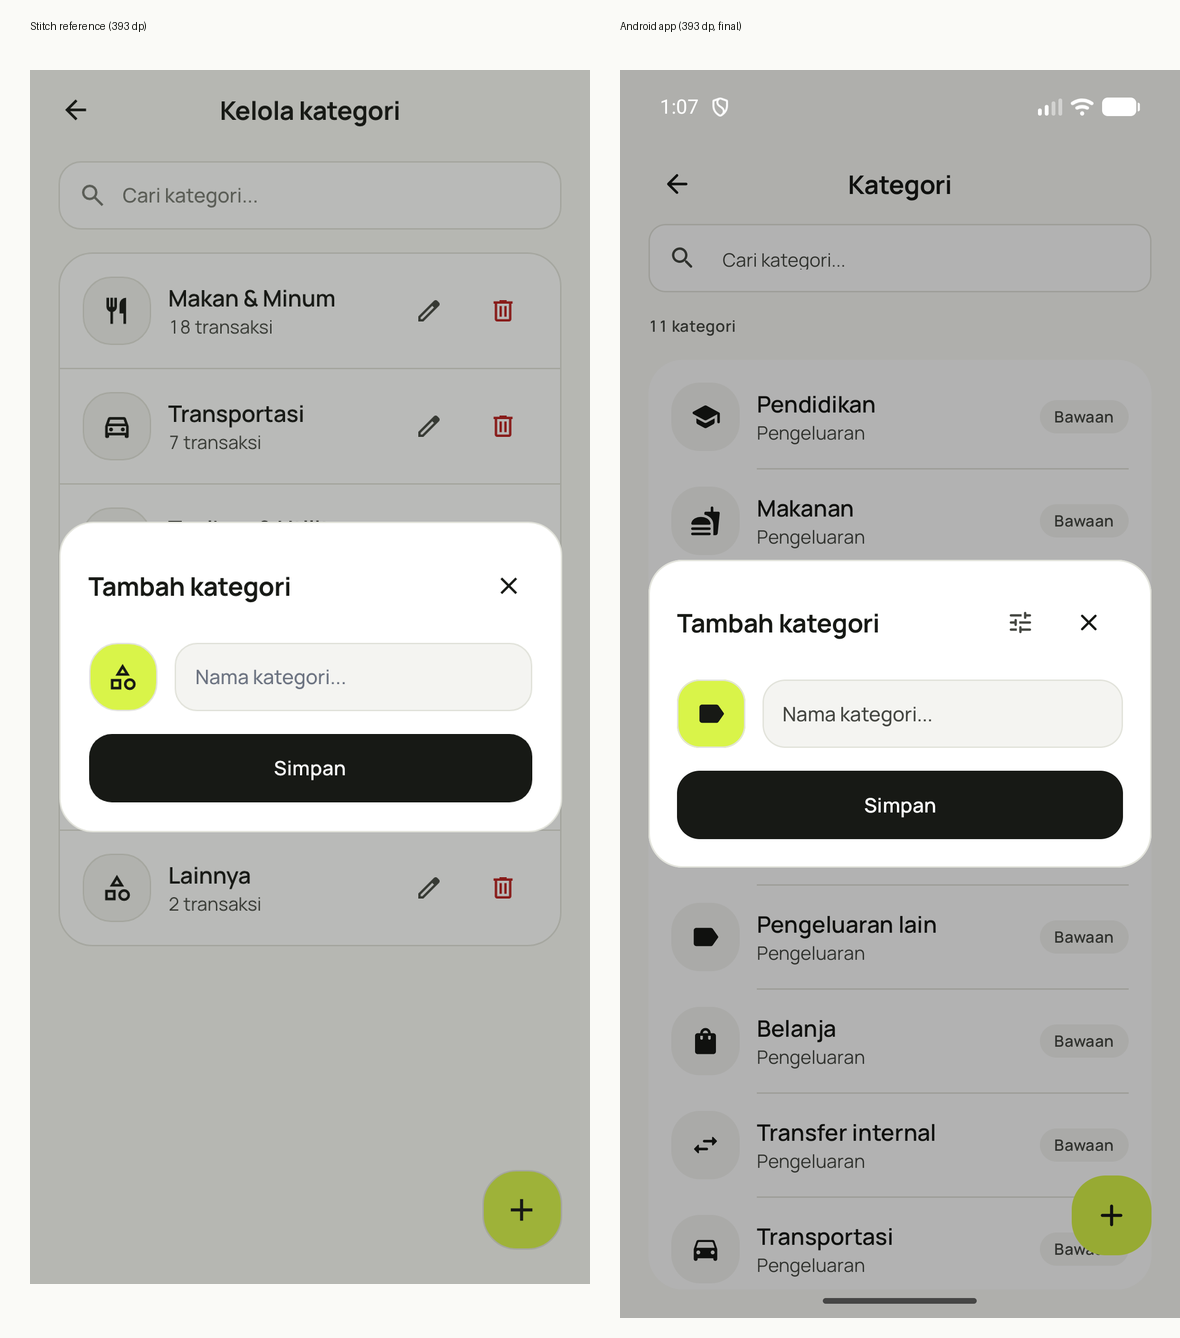 Stitch reference (393 dp)
Kelola kategori
Cari kategori...
Makan & Minum
18 transaksi
Transportasi
7 transaksi
Tambah kategori
Nama kategori...
Simpan
Lainnya
2 transaksi
Android app (393 dp, final)
1:07
Kategori
Cari kategori...
11 kategori
Pendidikan
Pengeluaran
Bawaan
Makanan
Pengeluaran
Bawaan
Tambah kategori
Nama kategori...
Simpan
Pengeluaran lain
Pengeluaran
Bawaan
Belanja
Pengeluaran
Bawaan
Transfer internal
Pengeluaran
Bawaan
Transportasi
Pengeluaran